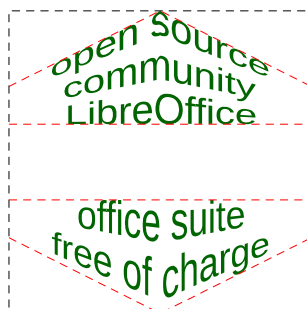 open source
community
LibreOffice
office suite
free of charge